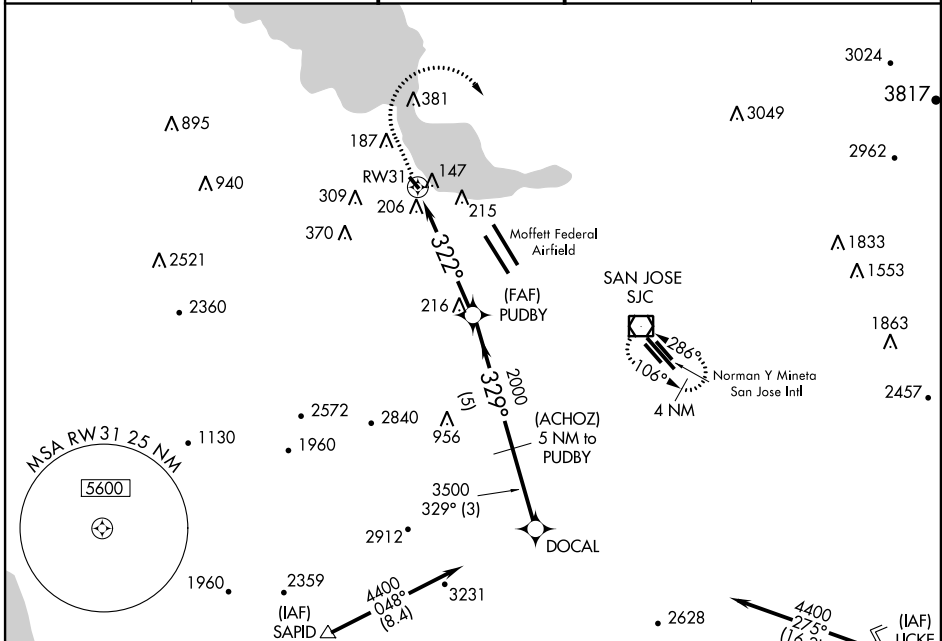 3024
3817
381
3049
895
187
2962
RW31
147
940
309
206
215
370
Moffett Federal
Airfield
322°
1833
2521
1553
SAN JOSE
SJC
(FAF)
PUDBY
216
2360
1863
286°
106°
Norman Y Mineta
San Jose Intl
4 NM
2000
329°
(5)
2457
2572
2840
956
(ACHOZ)
5 NM to
PUDBY
1130
1960
MSA RW31 25 NM
5600
3500
329° (3)
2912
DOCAL
1960
2359
4400
048°
(8.4)
3231
(IAF)
SAPID
2628
4400
275°
(IAF)